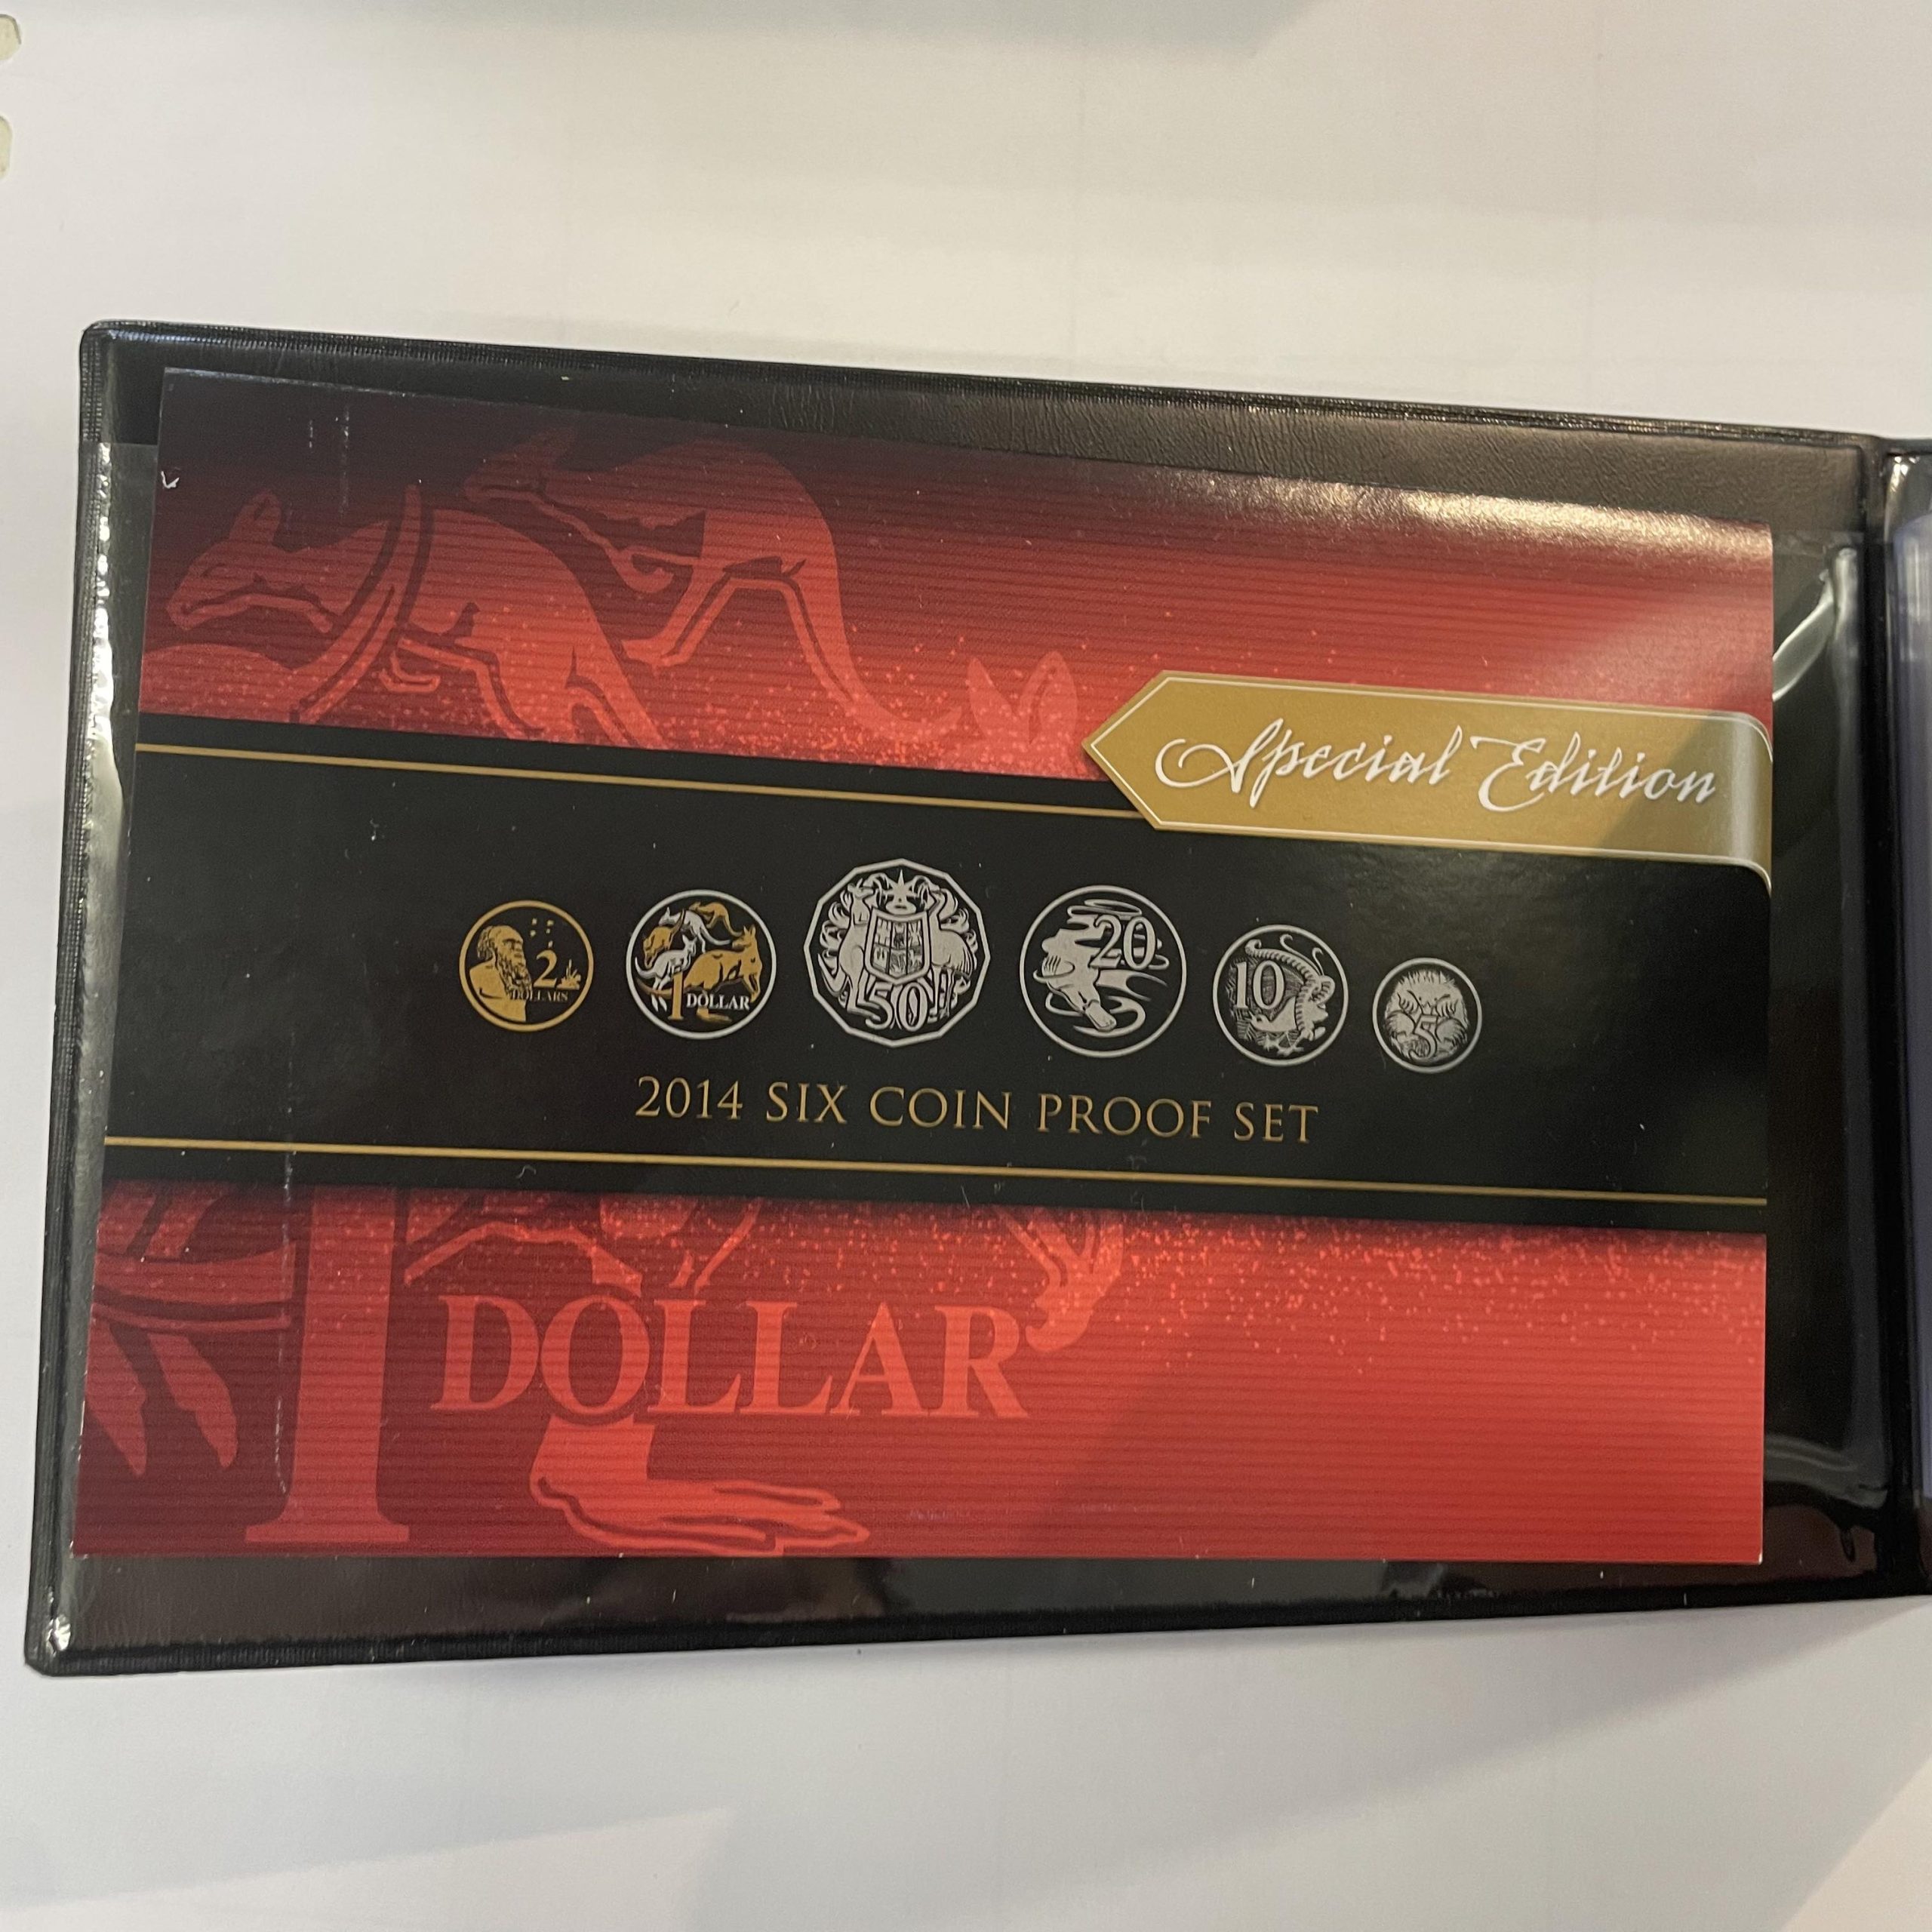 Special Edition
2 DOLLARS
1 DOLLAR
50
20
10
5
2014 SIX COIN PROOF SET
1 DOLLAR